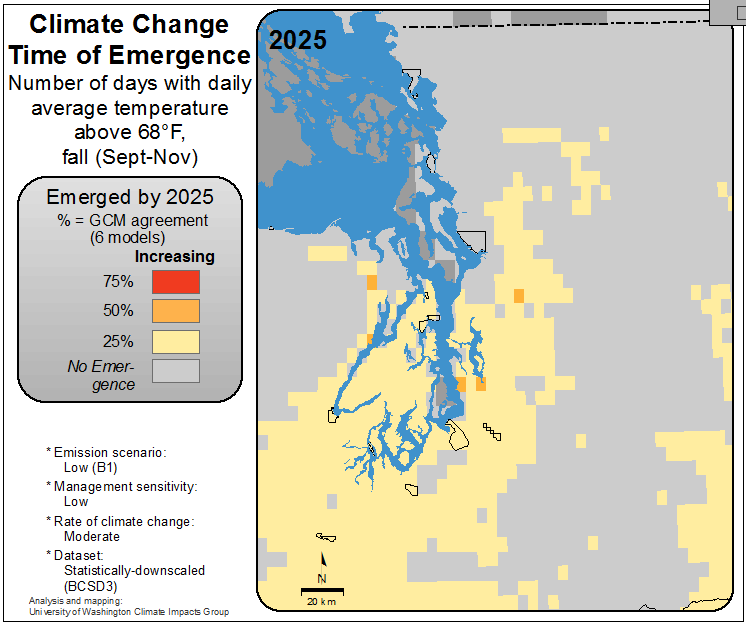 Climate Change
Time of Emergence
Number of days with daily
average temperature
above 68°F,
fall (Sept-Nov)
Emerged by 2025
% = GCM agreement
(6 models)
Increasing
75%
50%
25%
No Emer-
gence
* Emission scenario:
Low (B1)
* Management sensitivity:
Low
* Rate of climate change:
Moderate
* Dataset:
Statistically-downscaled
(BCSD3)
Analysis and mapping:
University of Washington Climate Impacts Group
2025
N
20 km